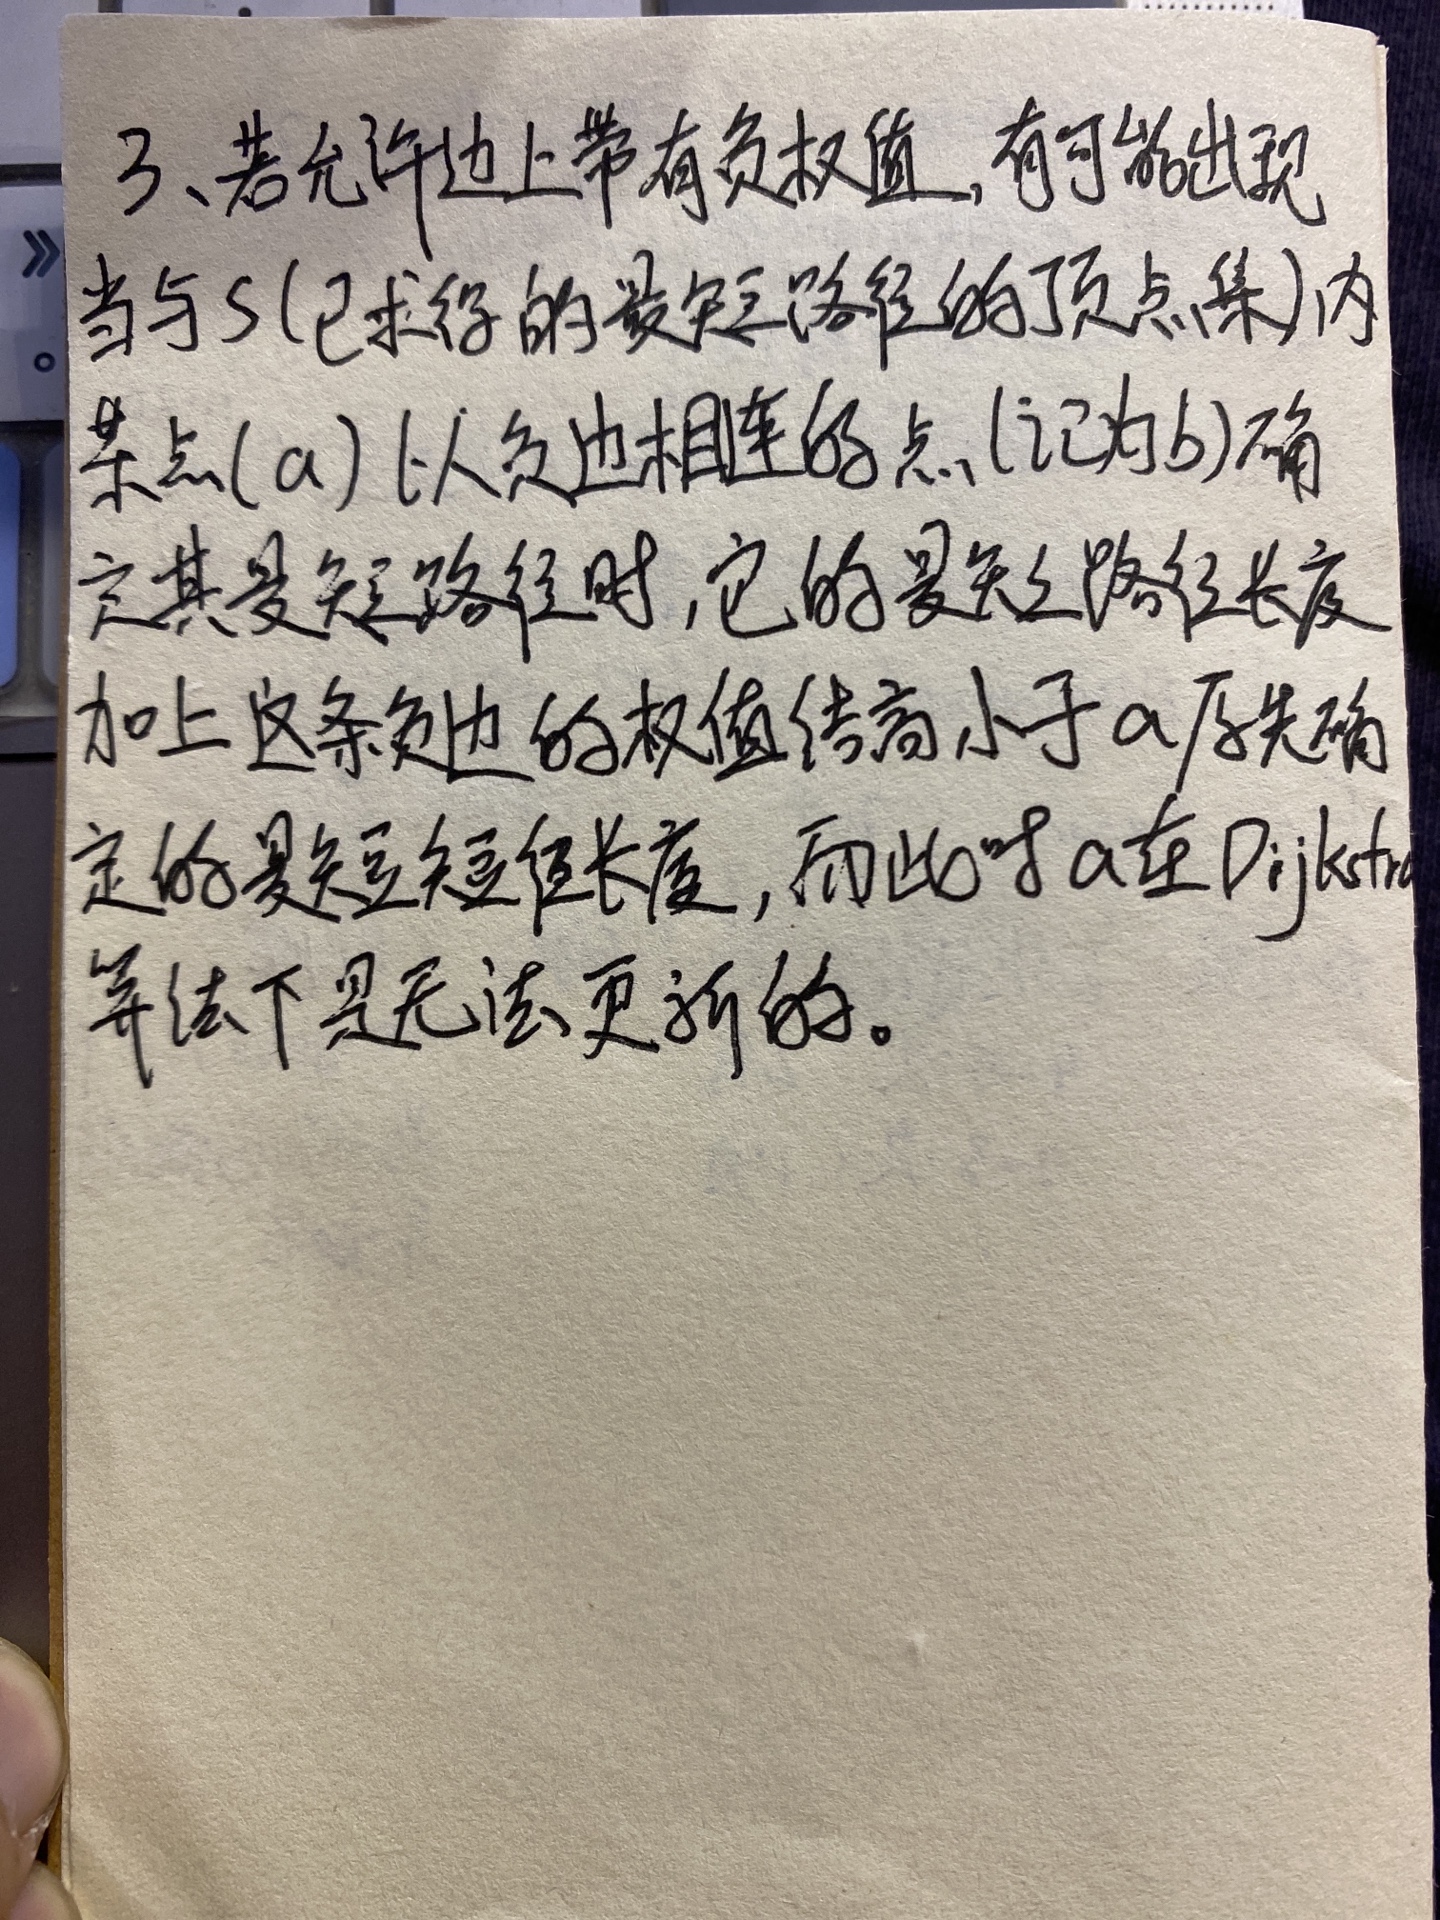 3、若允许边上带有负权值,有可能出现
当与S(已求得的最短路径的顶点集)内
某点(a)以负边相连的点(记为b)确
定其最短路径时,它的最短路径长度
加上这条负边的权值结果小于a原先确
定的最短短径长度,而此时a在Dijkstra
算法下是无法更新的。